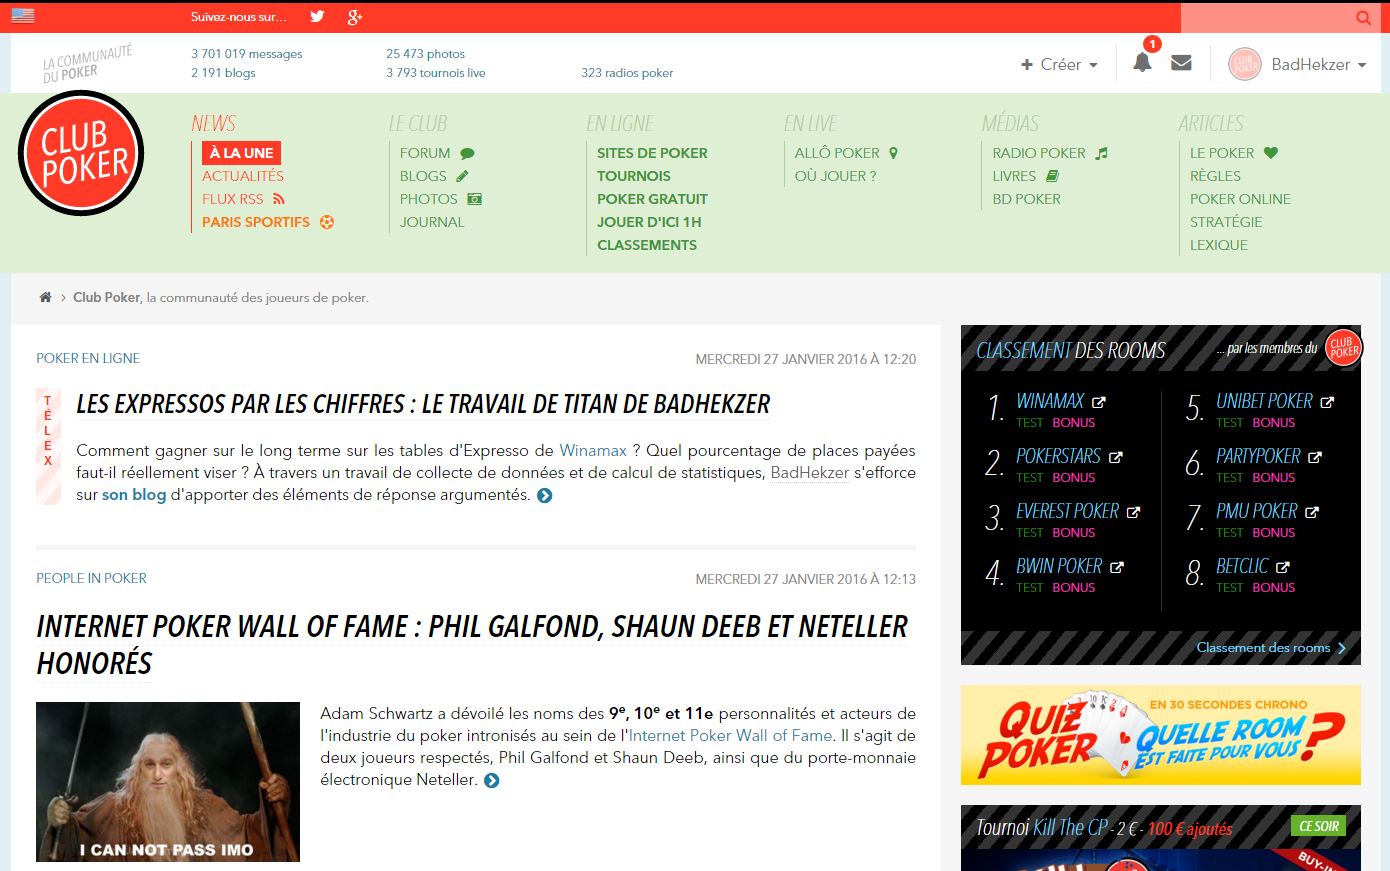 Suivez-nous sur...
LA COMMUNAUTÉ
DU POKER
3 701 019 messages
25 473 photos
2 191 blogs
3 793 tournois live
323 radios poker
+ Créer
1
BadHekzer
CLUB
POKER
NEWS
À LA UNE
ACTUALITÉS
FLUX RSS
PARIS SPORTIFS
LE CLUB
FORUM
BLOGS
PHOTOS
JOURNAL
EN LIGNE
SITES DE POKER
TOURNOIS
POKER GRATUIT
JOUER D'ICI 1H
CLASSEMENTS
EN LIVE
ALLÔ POKER
OÙ JOUER ?
MÉDIAS
RADIO POKER
LIVRES
BD POKER
ARTICLES
LE POKER
RÈGLES
POKER ONLINE
STRATÉGIE
LEXIQUE
Club Poker, la communauté des joueurs de poker.
POKER EN LIGNE
MERCREDI 27 JANVIER 2016 À 12:20
TÉLEX
LES EXPRESSOS PAR LES CHIFFRES : LE TRAVAIL DE TITAN DE BADHEKZER
Comment gagner sur le long terme sur les tables d'Expresso de Winamax ? Quel pourcentage de places payées
faut-il réellement viser ? À travers un travail de collecte de données et de calcul de statistiques, BadHekzer s'efforce
sur son blog d'apporter des éléments de réponse argumentés.
PEOPLE IN POKER
MERCREDI 27 JANVIER 2016 À 12:13
INTERNET POKER WALL OF FAME : PHIL GALFOND, SHAUN DEEB ET NETELLER
HONORÉS
I CAN NOT PASS IMO
Adam Schwartz a dévoilé les noms des 9e, 10e et 11e personnalités et acteurs de
l'industrie du poker intronisés au sein de l'Internet Poker Wall of Fame. Il s'agit de
deux joueurs respectés, Phil Galfond et Shaun Deeb, ainsi que du porte-monnaie
électronique Neteller.
CLASSEMENT DES ROOMS
... par les membres du
CLUB
POKER
1. WINAMAX
TEST BONUS
2. POKERSTARS
TEST BONUS
3. EVEREST POKER
TEST BONUS
4. BWIN POKER
TEST BONUS
5. UNIBET POKER
TEST BONUS
6. PARTYPOKER
TEST BONUS
7. PMU POKER
TEST BONUS
8. BETCLIC
TEST BONUS
Classement des rooms
QUIZ
POKER
EN 30 SECONDES CHRONO
QUELLE ROOM
EST FAITE POUR VOUS ?
Tournoi Kill The CP - 2 € - 100 € ajoutés
CE SOIR